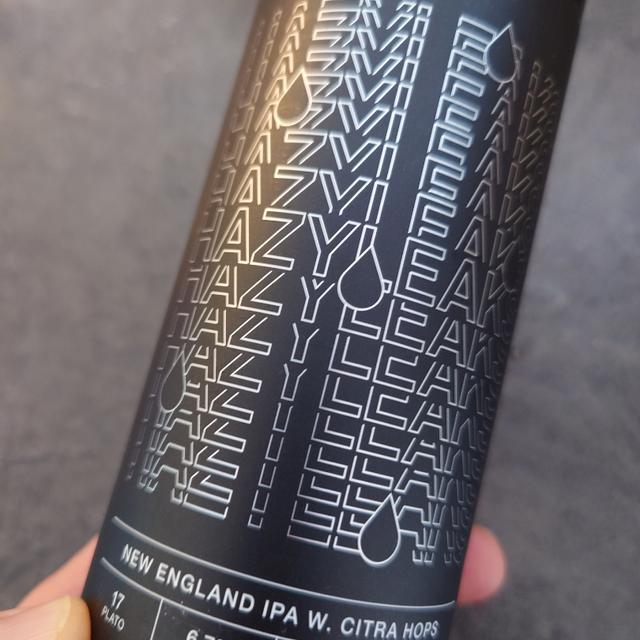 HAZY LEAKS
NEW ENGLAND IPA W. CITRA HOPS
17
PLATO